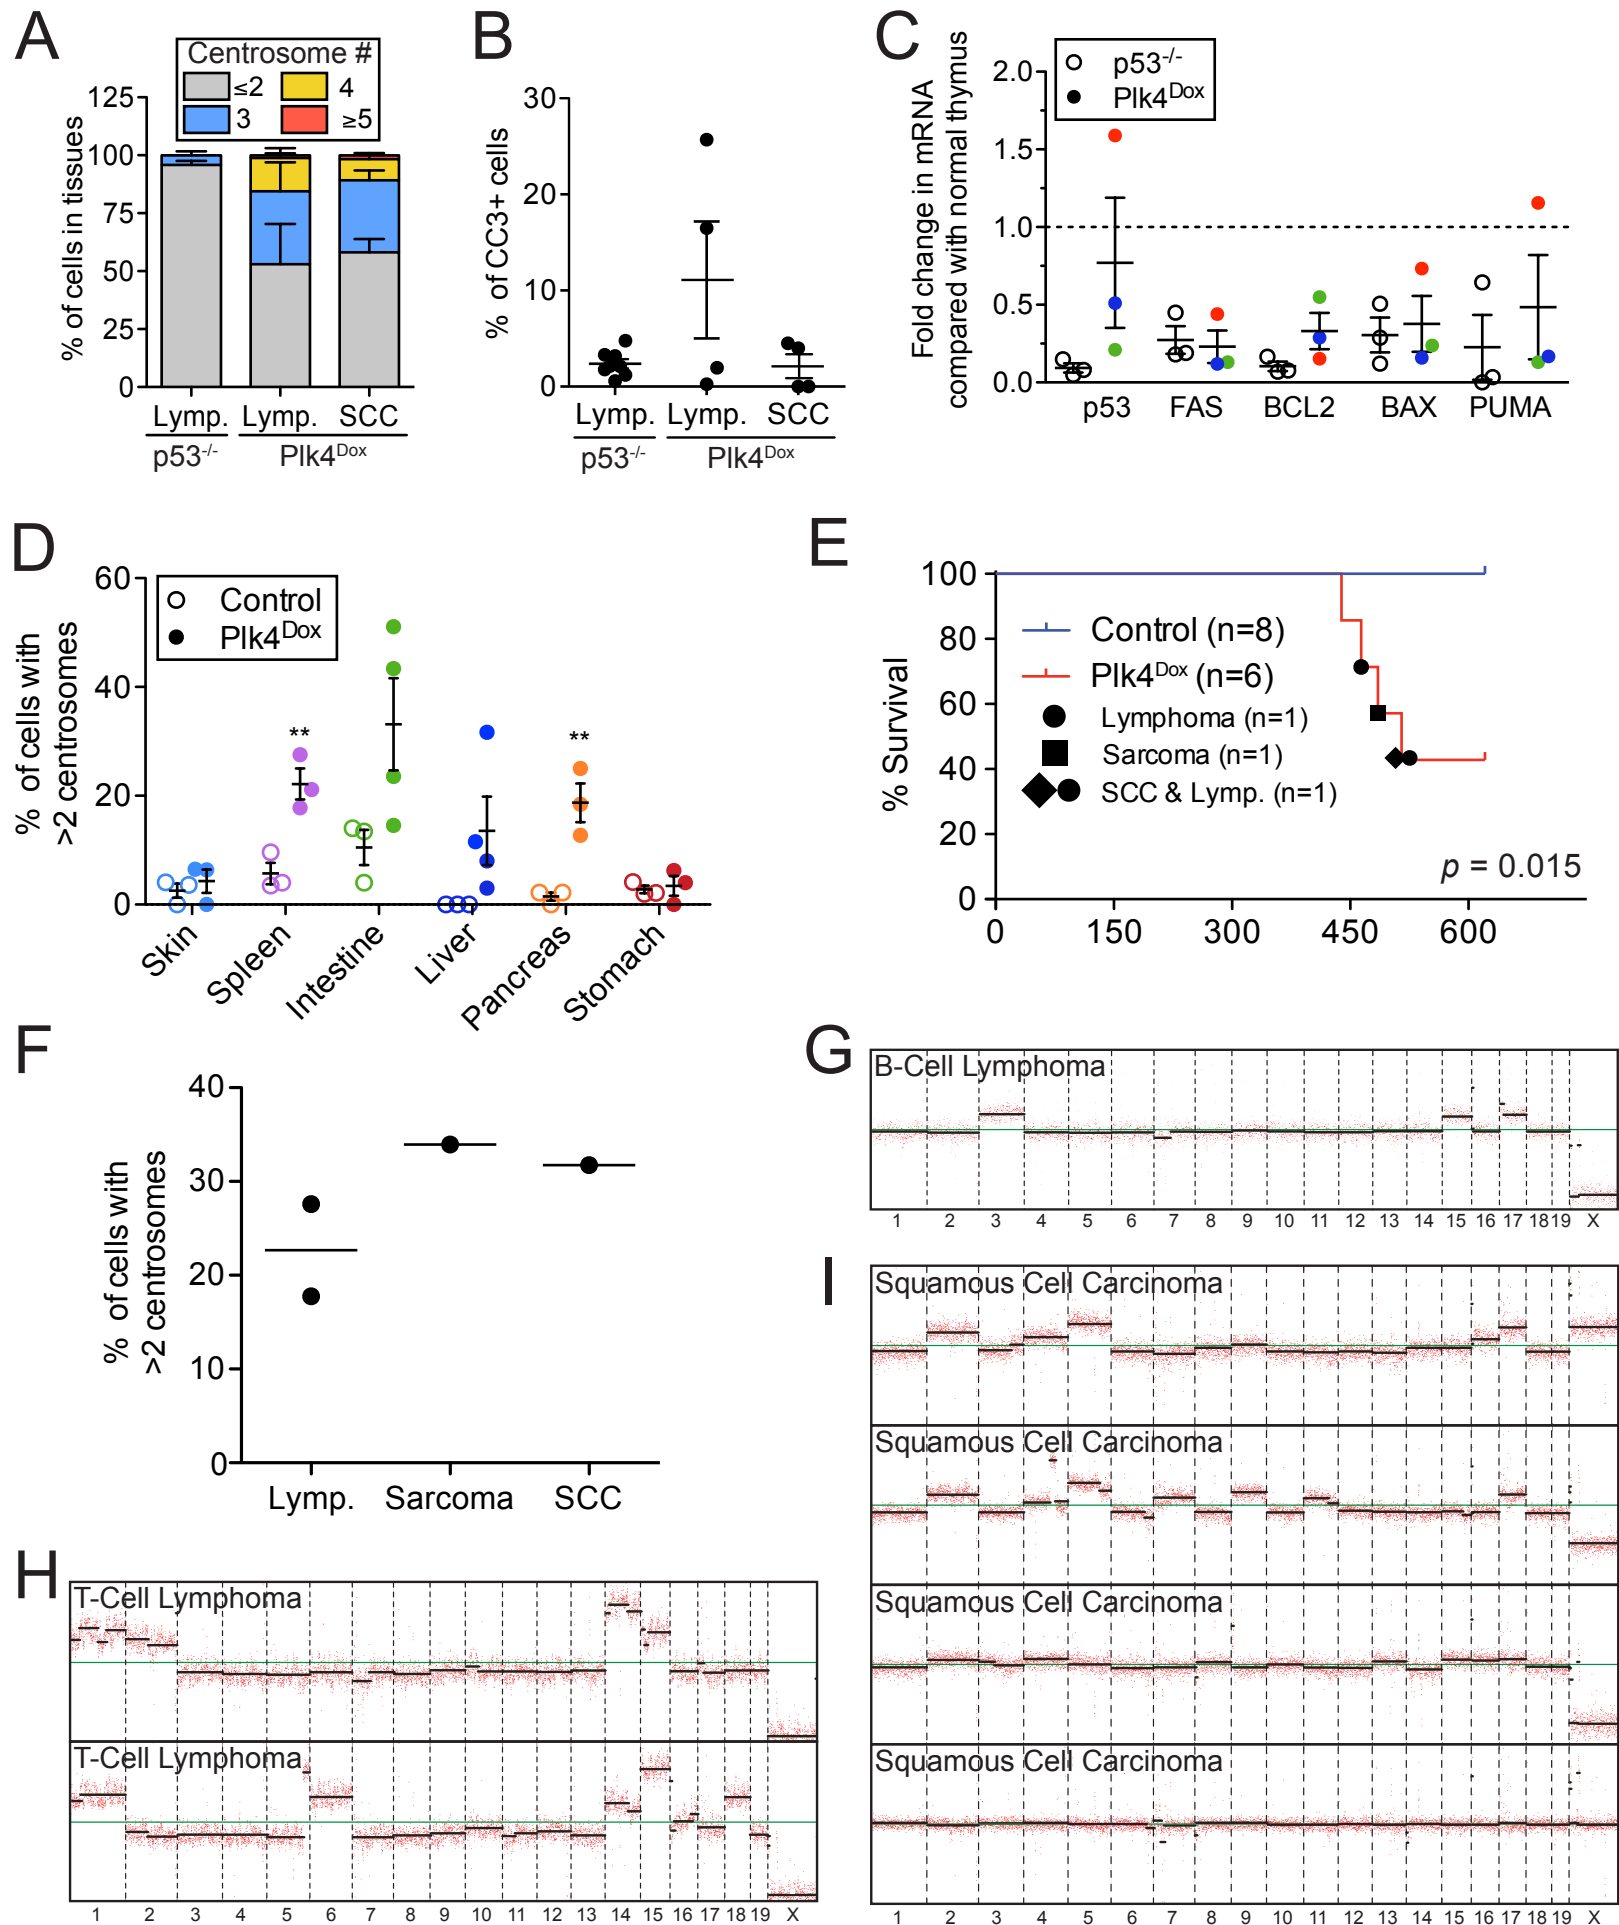 A
Centrosome #
≤2 4
3 ≥5
% of cells in tissues
125
100
75
50
25
0
Lymp. Lymp. SCC
p53-/- Plk4Dox
B
% of CC3+ cells
30
20
10
0
Lymp. Lymp. SCC
p53-/- Plk4Dox
C
p53-/-
Plk4Dox
Fold change in mRNA
compared with normal thymus
2.0
1.5
1.0
0.5
0.0
p53 FAS BCL2 BAX PUMA
D
Control
Plk4Dox
% of cells with
>2 centrosomes
60
40
20
0
** **
Skin Spleen Intestine Liver Pancreas Stomach
E
% Survival
100
80
60
40
20
0
Control (n=8)
Plk4Dox (n=6)
Lymphoma (n=1)
Sarcoma (n=1)
SCC & Lymp. (n=1)
p = 0.015
0 150 300 450 600
F
% of cells with
>2 centrosomes
40
30
20
10
0
Lymp. Sarcoma SCC
G
B-Cell Lymphoma
1 2 3 4 5 6 7 8 9 10 11 12 13 14 15 16 17 18 19 X
H
T-Cell Lymphoma
T-Cell Lymphoma
1 2 3 4 5 6 7 8 9 10 11 12 13 14 15 16 17 18 19 X
I
Squamous Cell Carcinoma
Squamous Cell Carcinoma
Squamous Cell Carcinoma
Squamous Cell Carcinoma
1 2 3 4 5 6 7 8 9 10 11 12 13 14 15 16 17 18 19 X